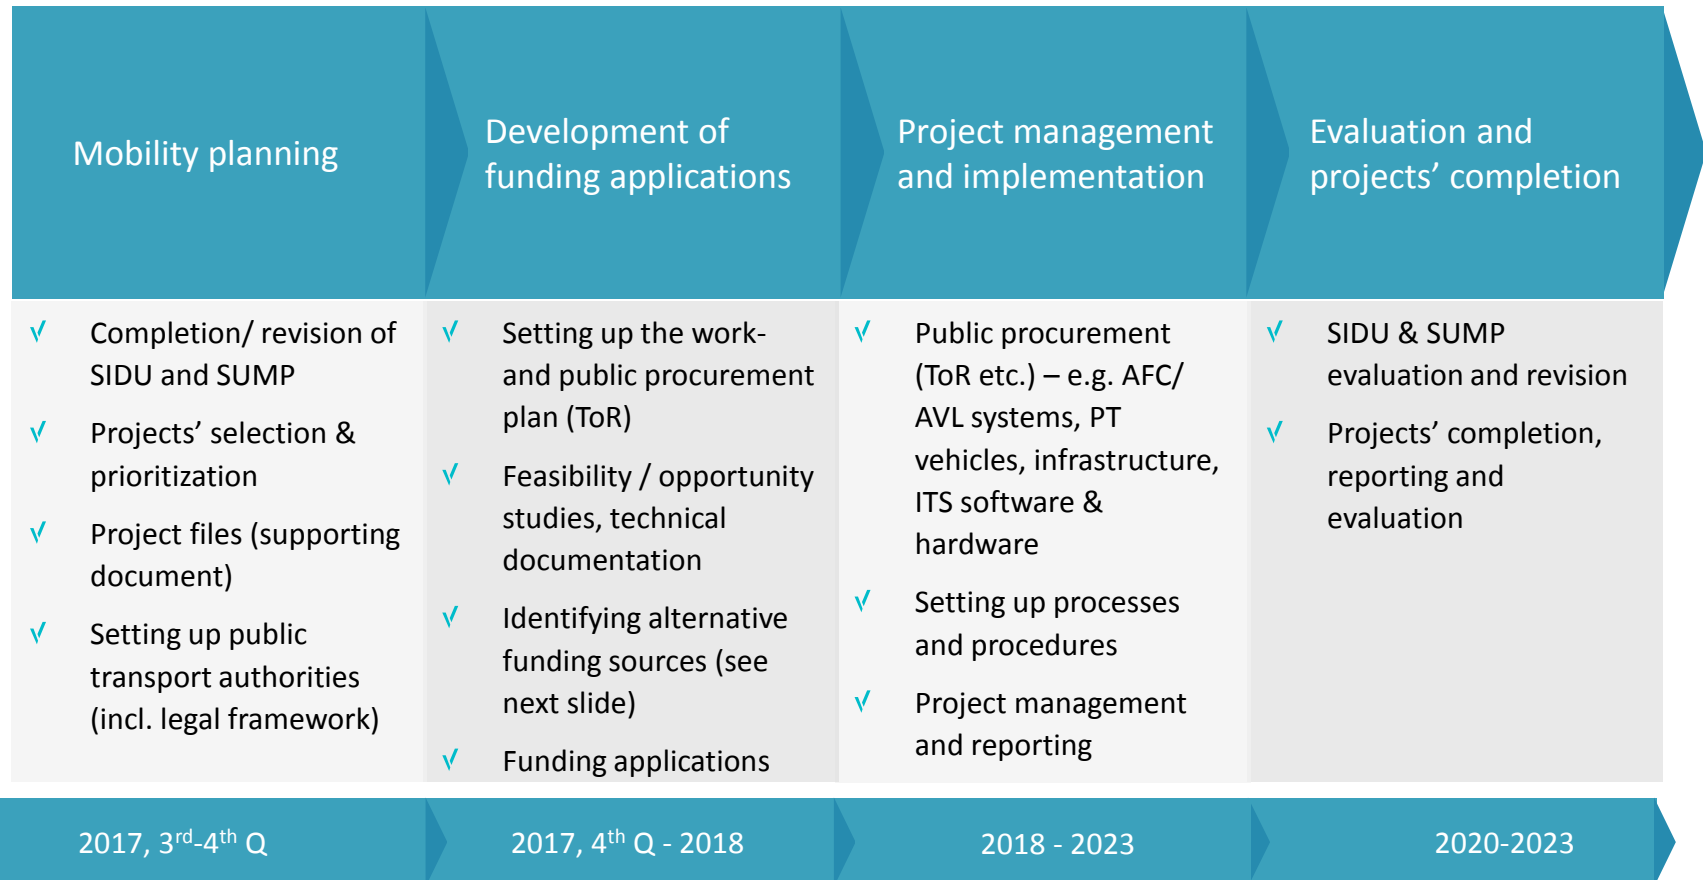 Mobility planning
Development of
funding applications
Project management
and implementation
Evaluation and
projects’ completion
√ Completion/ revision of
SIDU and SUMP
√ Projects’ selection &
prioritization
√ Project files (supporting
document)
√ Setting up public
transport authorities
(incl. legal framework)
√ Setting up the work-
and public procurement
plan (ToR)
√ Feasibility / opportunity
studies, technical
documentation
√ Identifying alternative
funding sources (see
next slide)
√ Funding applications
√ Public procurement
(ToR etc.) – e.g. AFC/
AVL systems, PT
vehicles, infrastructure,
ITS software &
hardware
√ Setting up processes
and procedures
√ Project management
and reporting
√ SIDU & SUMP
evaluation and revision
√ Projects’ completion,
reporting and
evaluation
2017, 3rd-4th Q
2017, 4th Q - 2018
2018 - 2023
2020-2023